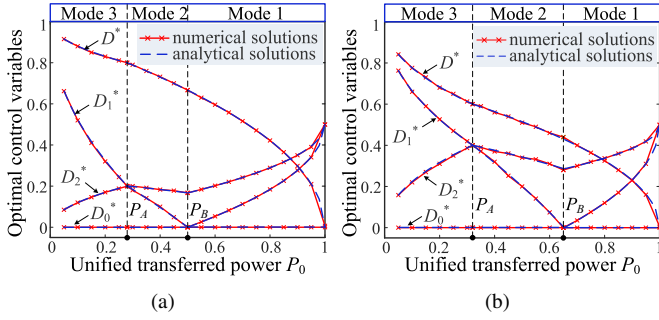 Mode 3 Mode 2 Mode 1
1
0.8
0.6
0.4
0.2
0
Optimal control variables
numerical solutions
analytical solutions
D*
D1*
D2*
D0*
PA
PB
0 0.2 0.4 0.6 0.8 1
Unified transferred power P0
(a)
Mode 3 Mode 2 Mode 1
1
0.8
0.6
0.4
0.2
0
Optimal control variables
numerical solutions
analytical solutions
D*
D1*
D2*
D0*
PA
PB
0 0.2 0.4 0.6 0.8 1
Unified transferred power P0
(b)